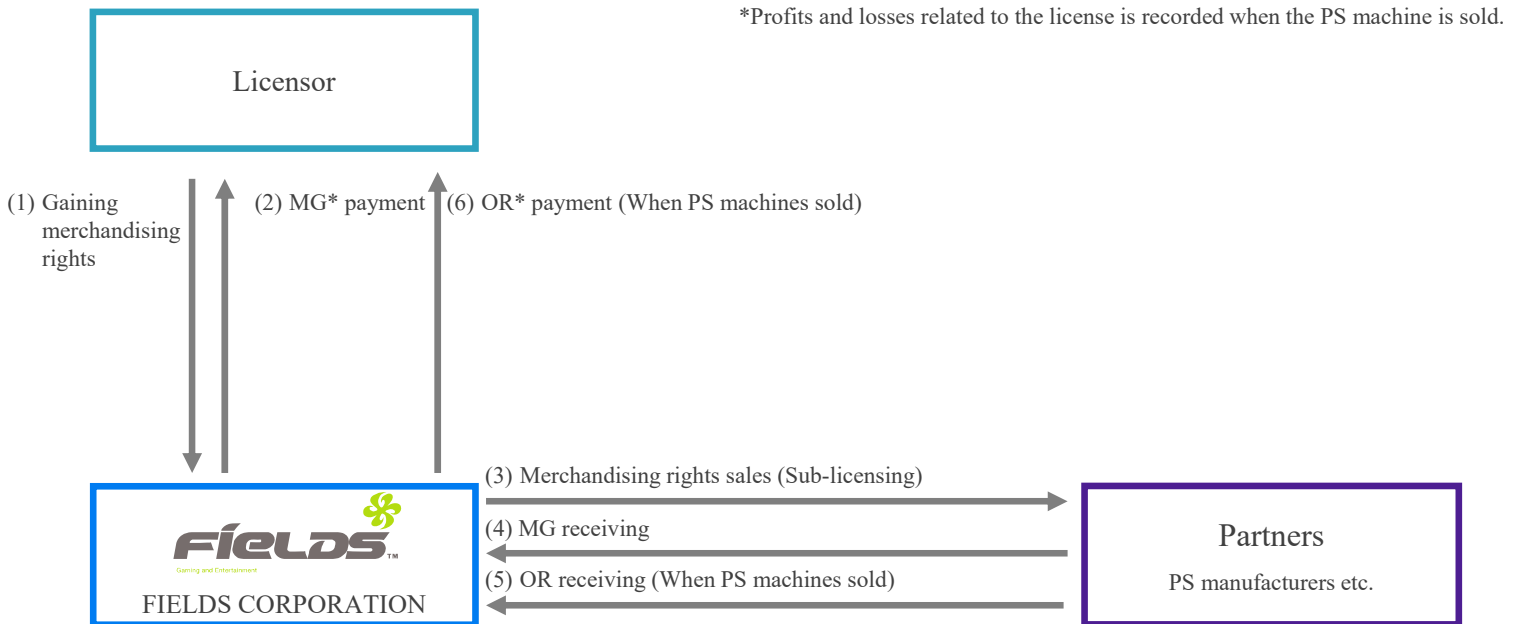 *Profits and losses related to the license is recorded when the PS machine is sold.
Licensor
(1) Gaining
merchandising
rights
(2) MG* payment
(6) OR* payment (When PS machines sold)
(3) Merchandising rights sales (Sub-licensing)
(4) MG receiving
(5) OR receiving (When PS machines sold)
FIELDS™
Gaming and Entertainment
FIELDS CORPORATION
Partners
PS manufacturers etc.